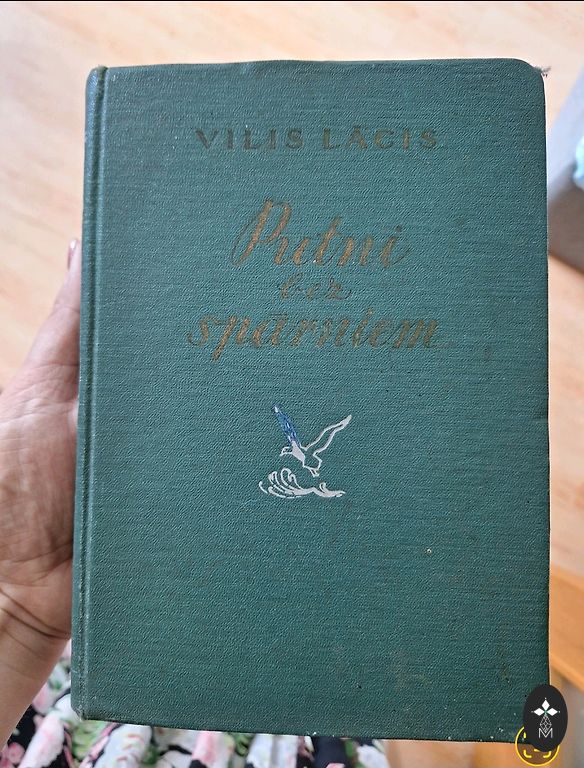 VILIS LĀCIS
Putni
bez
spārniem